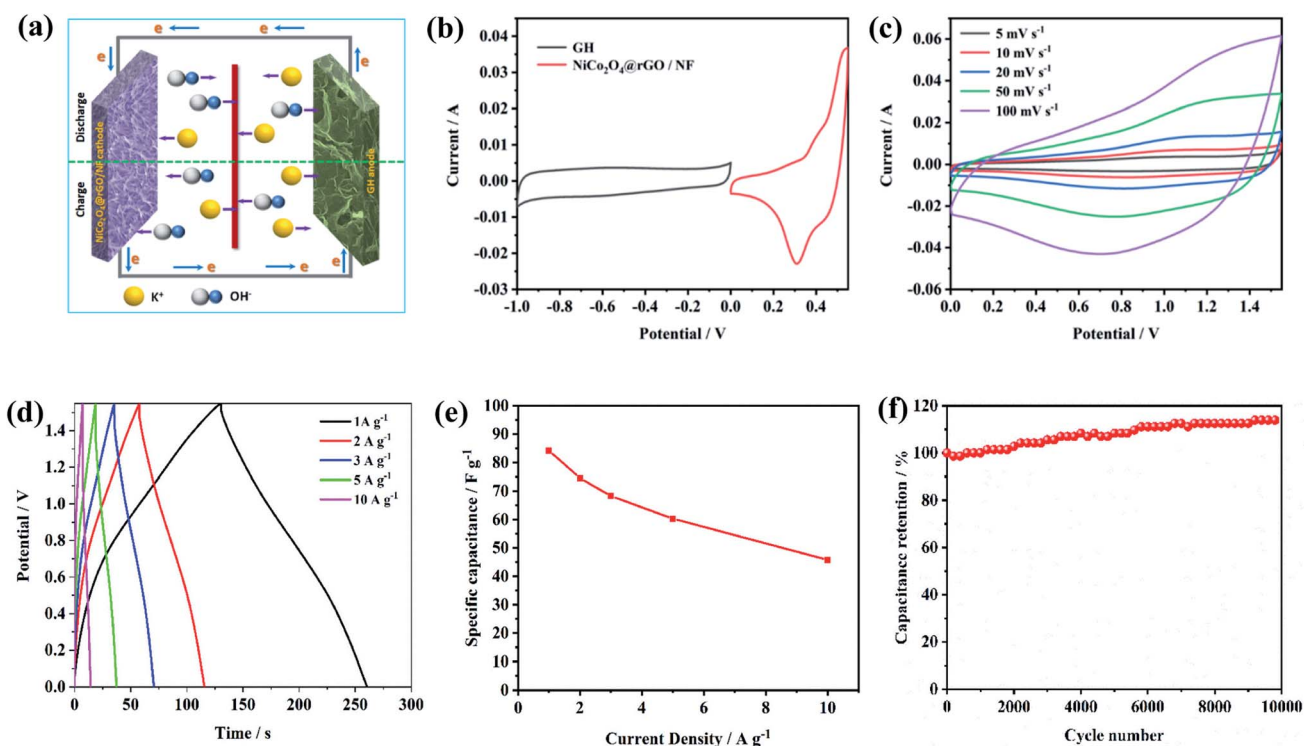 (a)
e
e
e
e
Discharge
Charge
NiCo₂O₄@rGO/NF cathode
GH anode
e
e
e
e
K⁺
OH⁻
(b)
GH
NiCo₂O₄@rGO / NF
0.04
0.03
0.02
0.01
0.00
-0.01
-0.02
-0.03
Current / A
-1.0 -0.8 -0.6 -0.4 -0.2 0.0 0.2 0.4
Potential / V
(c)
5 mV s⁻¹
10 mV s⁻¹
20 mV s⁻¹
50 mV s⁻¹
100 mV s⁻¹
0.06
0.04
0.02
0.00
-0.02
-0.04
-0.06
Current / A
0.0 0.2 0.4 0.6 0.8 1.0 1.2 1.4
Potential / V
(d)
1A g⁻¹
2 A g⁻¹
3 A g⁻¹
5 A g⁻¹
10 A g⁻¹
1.4
1.2
1.0
0.8
0.6
0.4
0.2
0.0
Potential / V
0 50 100 150 200 250 300
Time / s
(e)
100
90
80
70
60
50
40
30
20
10
0
Specific capacitance / F g⁻¹
0 2 4 6 8 10
Current Density / A g⁻¹
(f)
120
100
80
60
40
20
0
Capacitance retention / %
0 2000 4000 6000 8000 10000
Cycle number